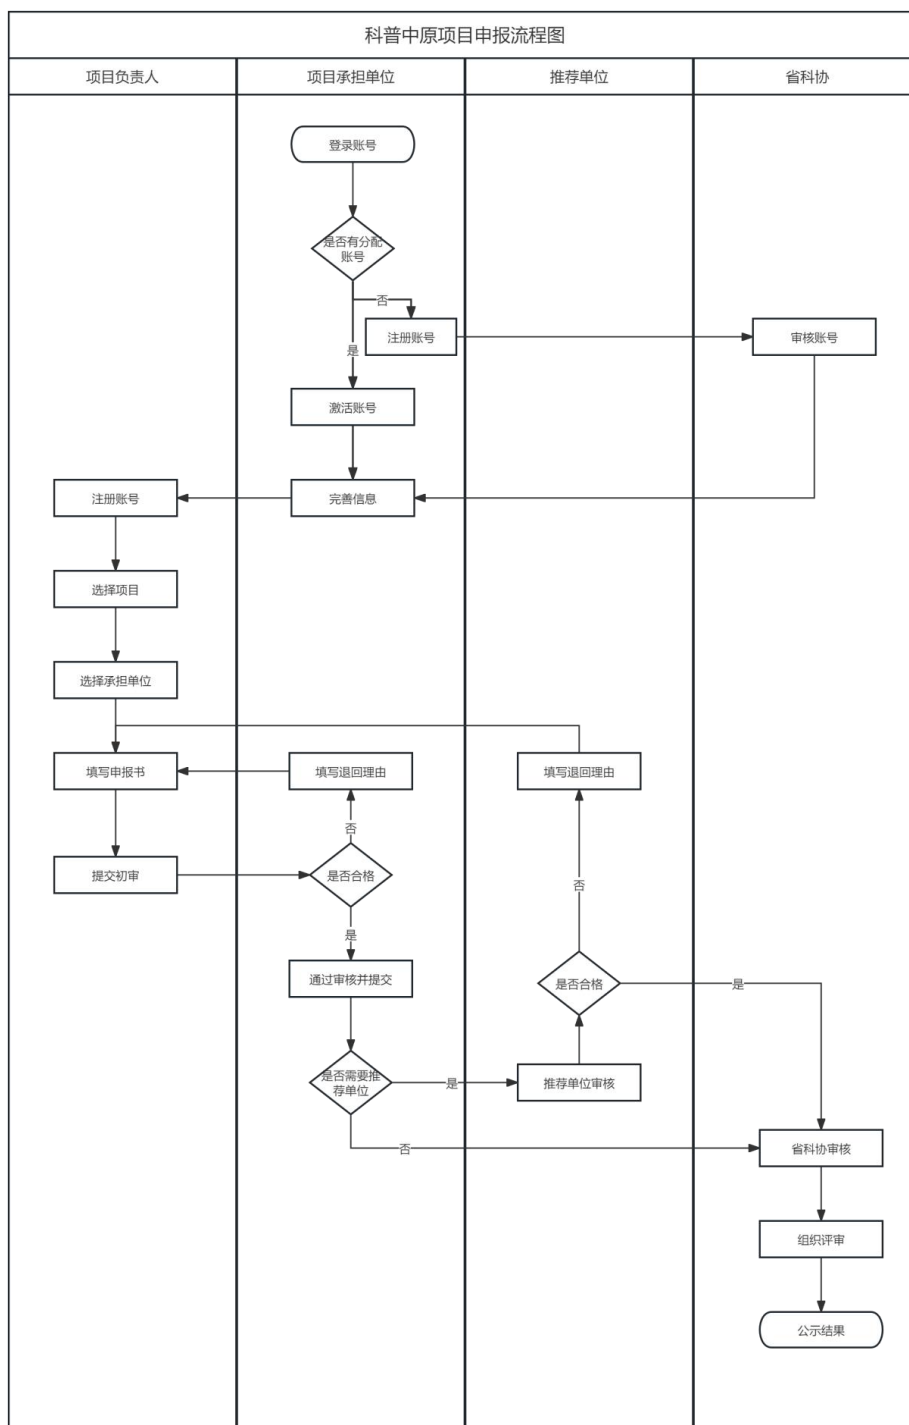 科普中原项目申报流程图
项目负责人
项目承担单位
推荐单位
省科协
登录账号
是否有分配
账号
否
注册账号
审核账号
是
激活账号
注册账号
完善信息
选择项目
选择承担单位
填写申报书
填写退回理由
填写退回理由
否
提交初审
是否合格
否
是
通过审核并提交
是否合格
是
是否需要推
荐单位
是
推荐单位审核
否
省科协审核
组织评审
公示结果